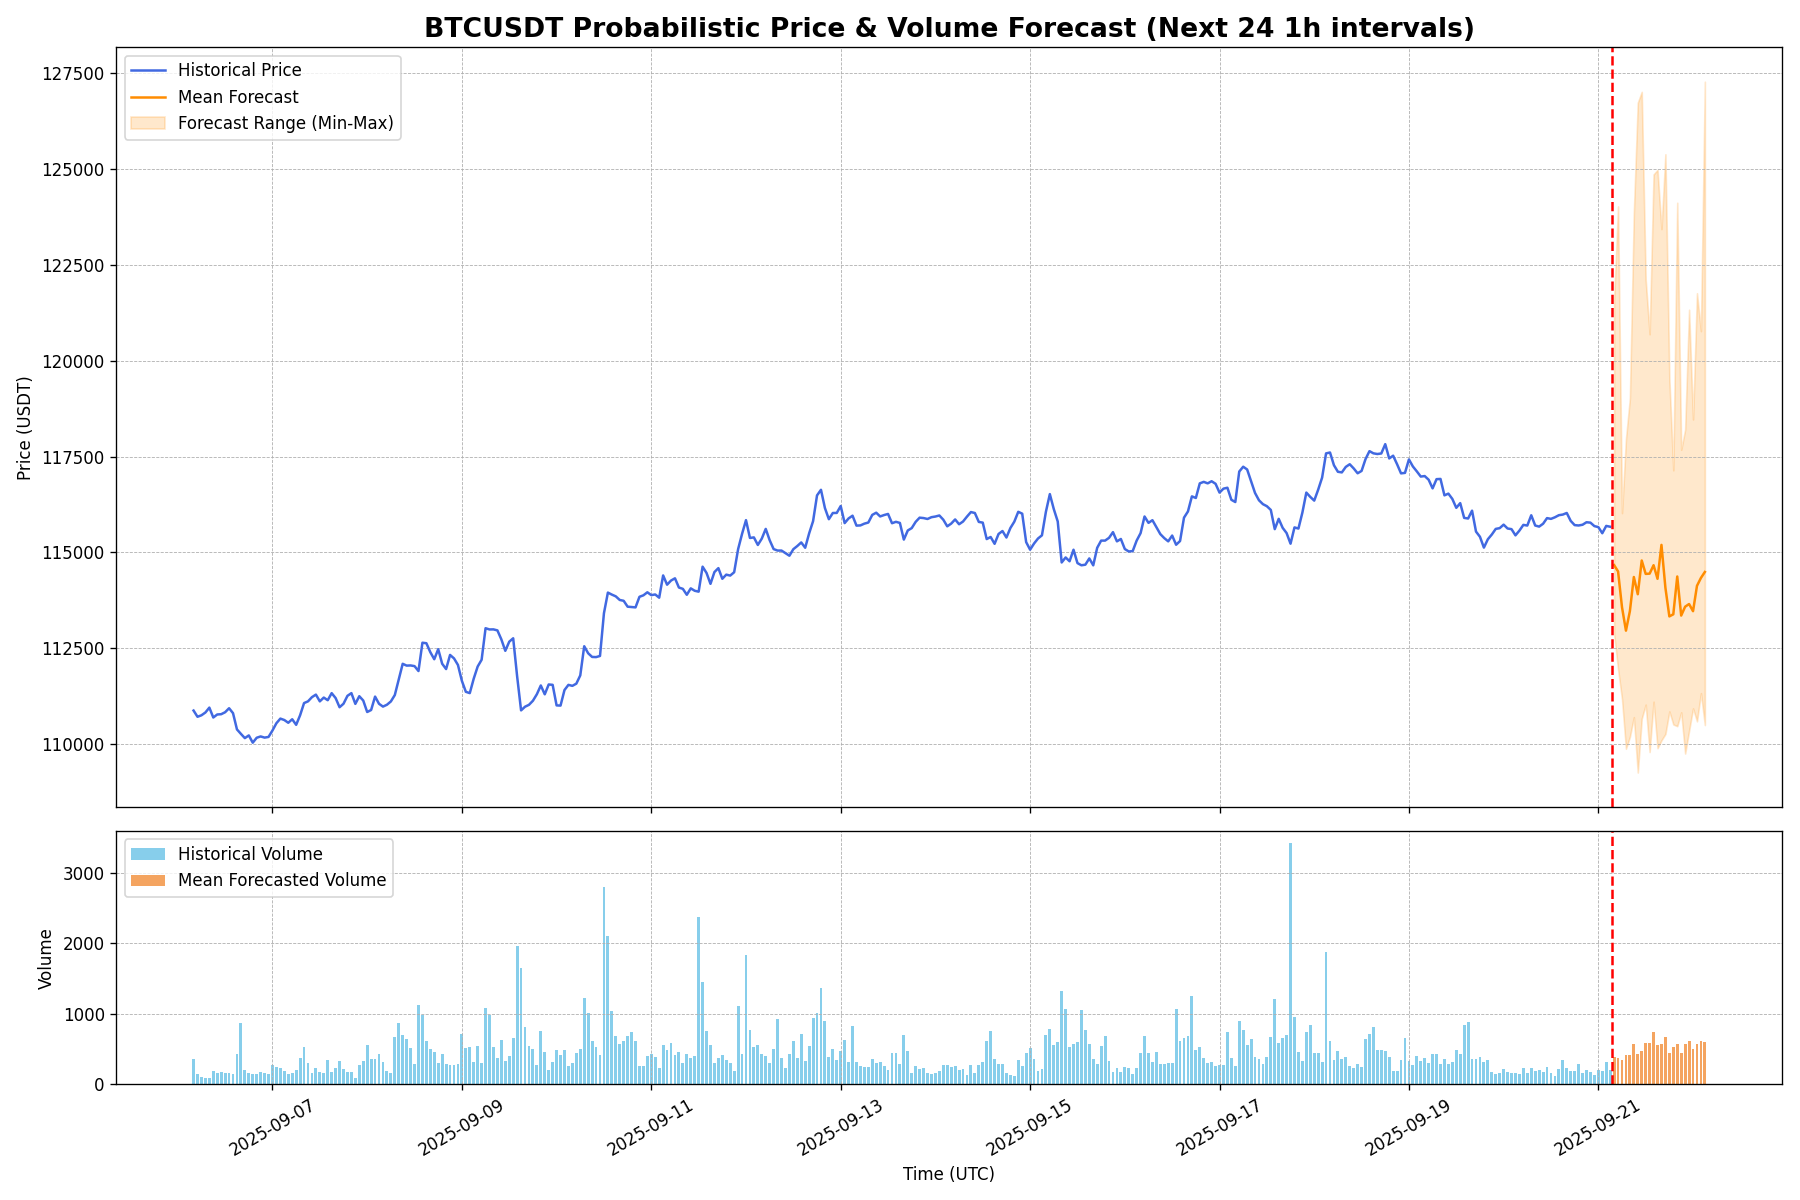 BTCUSDT Probabilistic Price & Volume Forecast (Next 24 1h intervals)
Historical Price
Mean Forecast
Forecast Range (Min-Max)
127500
125000
122500
120000
117500
115000
112500
110000
Price (USDT)
Historical Volume
Mean Forecasted Volume
3000
2000
1000
0
Volume
2025-09-07
2025-09-09
2025-09-11
2025-09-13
2025-09-15
2025-09-17
2025-09-19
2025-09-21
Time (UTC)